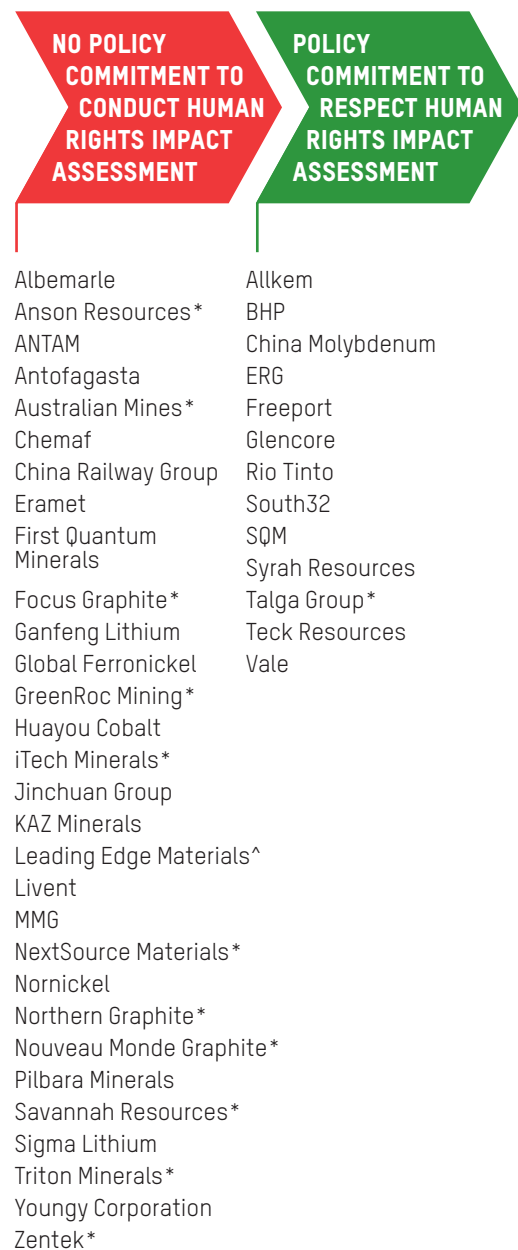 NO POLICY
COMMITMENT TO
CONDUCT HUMAN
RIGHTS IMPACT
ASSESSMENT
POLICY
COMMITMENT TO
RESPECT HUMAN
RIGHTS IMPACT
ASSESSMENT
Albemarle
Anson Resources*
ANTAM
Antofagasta
Australian Mines*
Chemaf
China Railway Group
Eramet
First Quantum
Minerals
Focus Graphite*
Ganfeng Lithium
Global Ferronickel
GreenRoc Mining*
Huayou Cobalt
iTech Minerals*
Jinchuan Group
KAZ Minerals
Leading Edge Materials^
Livent
MMG
NextSource Materials*
Nornickel
Northern Graphite*
Nouveau Monde Graphite*
Pilbara Minerals
Savannah Resources*
Sigma Lithium
Triton Minerals*
Youngy Corporation
Zentek*
Allkem
BHP
China Molybdenum
ERG
Freeport
Glencore
Rio Tinto
South32
SQM
Syrah Resources
Talga Group*
Teck Resources
Vale